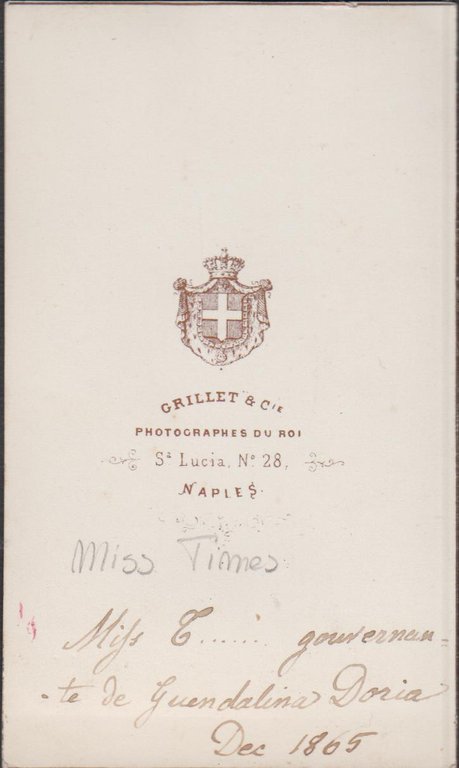 GRILLET & Cie
PHOTOGRAPHES DU ROI
Sa Lucia, No 28,
NAPLES
Miss Times
Miss T...... gouvernan-
-te de Guendalina Doria
Dec 1865